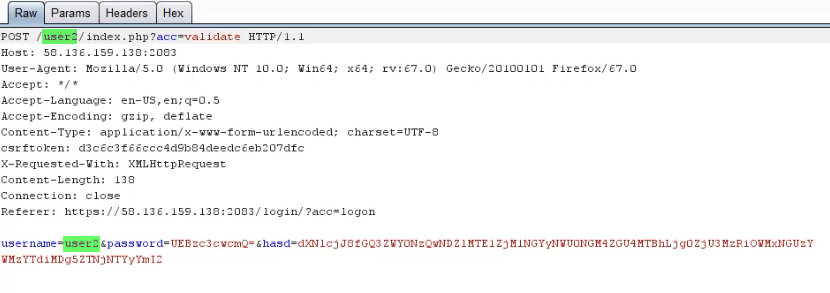 Raw Params Headers Hex
POST /user2/index.php?acc=validate HTTP/1.1
Host: 58.136.159.138:2083
User-Agent: Mozilla/5.0 (Windows NT 10.0; Win64; x64; rv:67.0) Gecko/20100101 Firefox/67.0
Accept: */*
Accept-Language: en-US,en;q=0.5
Accept-Encoding: gzip, deflate
Content-Type: application/x-www-form-urlencoded; charset=UTF-8
csrftoken: d3c6c3f66ccc4d9b84deedc6eb207dfc
X-Requested-With: XMLHttpRequest
Content-Length: 138
Connection: close
Referer: https://58.136.159.138:2083/login/?acc=logon
username=user2&password=UEBzc3cwcmQ=&hasd=dXNlcjJ8fGQ3ZWY0NzQwNDZlMTE1ZjM1NGYyNWU0NGM4ZGU4MTBhLjg0ZjU3MzRiOWMxNGUzY
WMzYTdiMDg5ZTNjNTYyYmI2